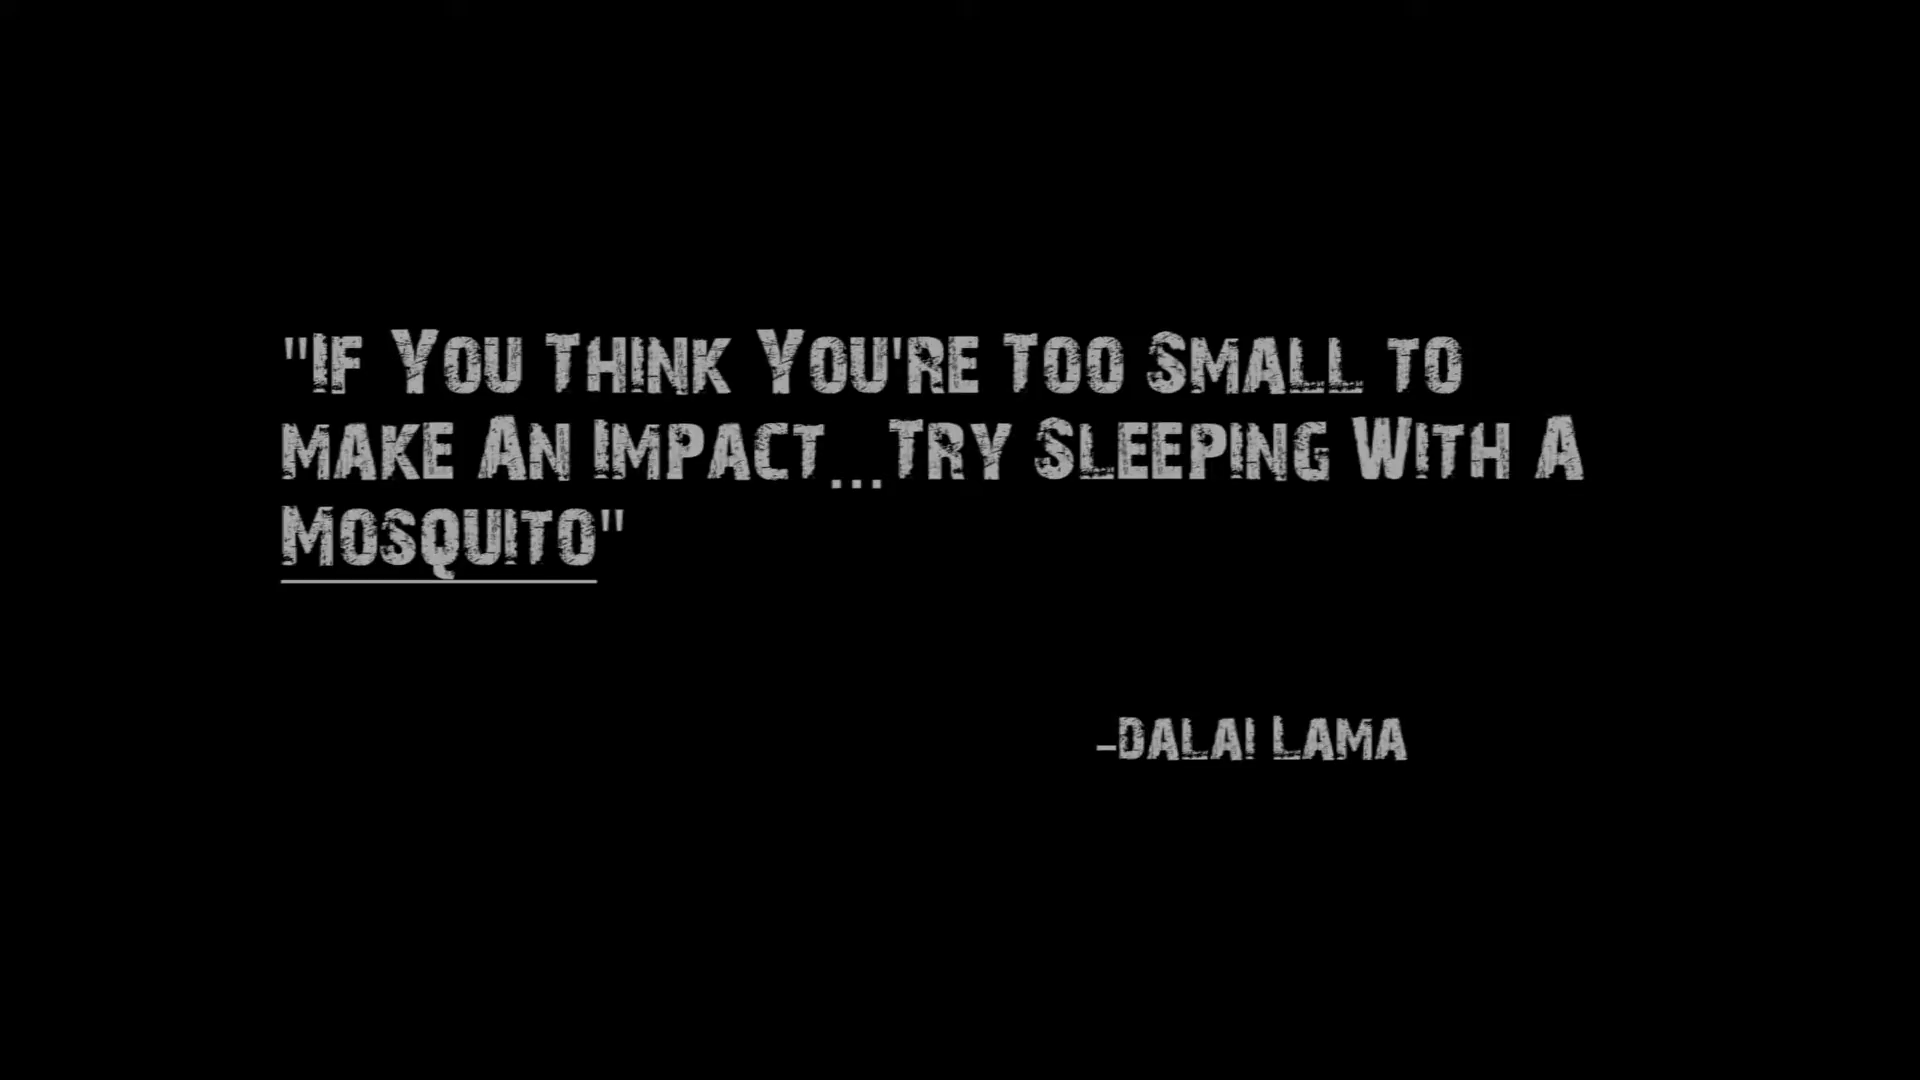 "If You Think You're Too Small to
make An Impact...Try Sleeping With A
Mosquito"
-Dalai Lama